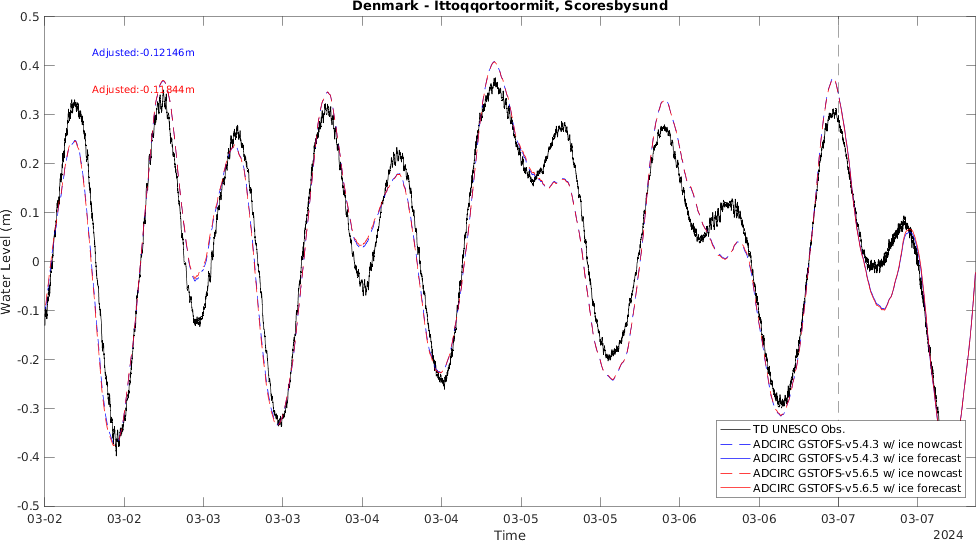 Denmark - Ittoqqortoormiit, Scoresbysund
0.5
0.4
0.3
0.2
0.1
0
-0.1
-0.2
-0.3
-0.4
-0.5
Water Level (m)
Adjusted:-0.12146m
Adjusted:-0.11844m
TD UNESCO Obs.
ADCIRC GSTOFS-v5.4.3 w/ ice nowcast
ADCIRC GSTOFS-v5.4.3 w/ ice forecast
ADCIRC GSTOFS-v5.6.5 w/ ice nowcast
ADCIRC GSTOFS-v5.6.5 w/ ice forecast
03-02 03-02 03-03 03-03 03-04 03-04 03-05 03-05 03-06 03-06 03-07 03-07
Time
2024